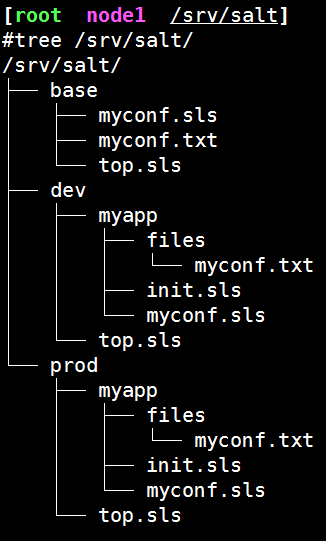 [root node1 /srv/salt]
#tree /srv/salt/
/srv/salt/
├── base
│   ├── myconf.sls
│   ├── myconf.txt
│   └── top.sls
├── dev
│   ├── myapp
│   │   ├── files
│   │   │   └── myconf.txt
│   │   ├── init.sls
│   │   └── myconf.sls
│   └── top.sls
└── prod
    ├── myapp
    │   ├── files
    │   │   └── myconf.txt
    │   ├── init.sls
    │   └── myconf.sls
    └── top.sls